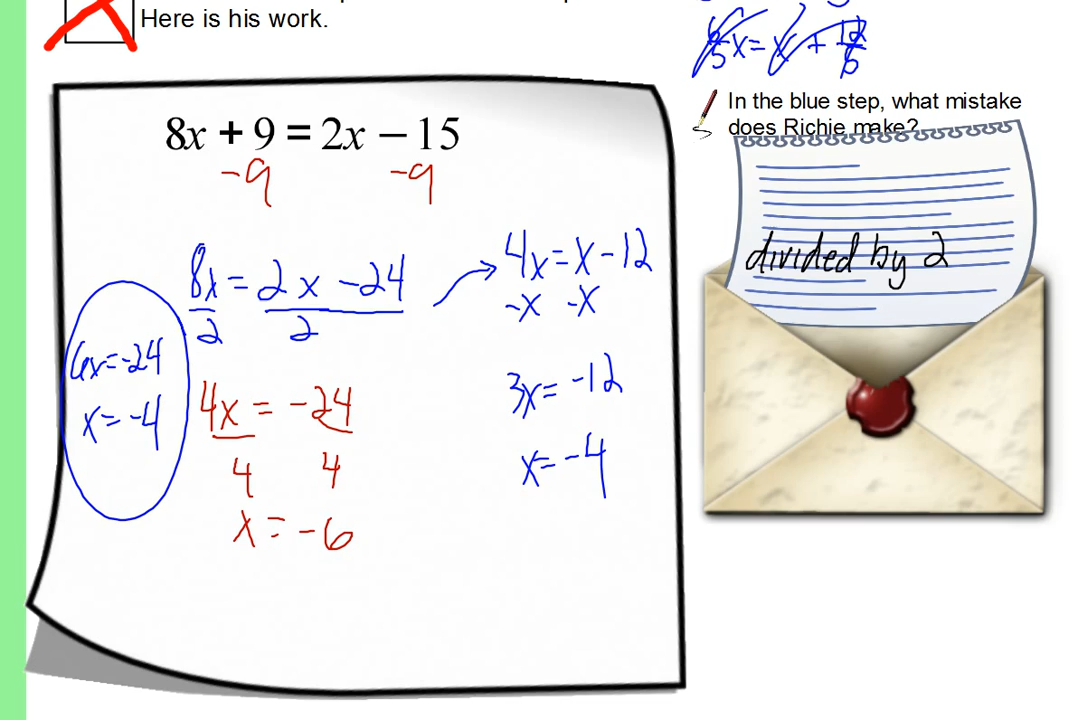 Here is his work.
x = x + 12/6
In the blue step, what mistake
does Richie make?
divided by 2
8x + 9 = 2x − 15
-9 -9
8x = 2x -24
2 2
4x = -24
4 4
x = -6
6x=-24
x=-4
4x=x-12
-x -x
3x= -12
x= -4